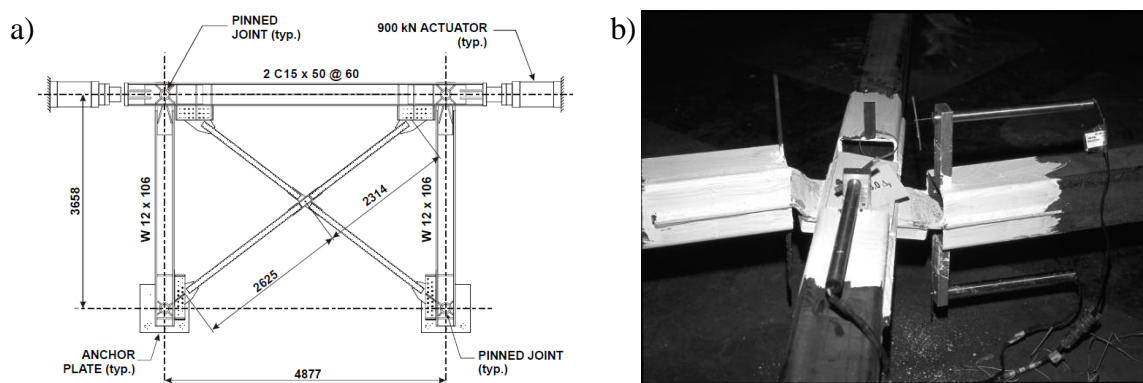 a)
PINNED
JOINT (typ.)
900 kN ACTUATOR
(typ.)
2 C15 x 50 @ 60
3658
W 12 x 106
2314
W 12 x 106
2625
ANCHOR
PLATE (typ.)
PINNED JOINT
(typ.)
4877
b)